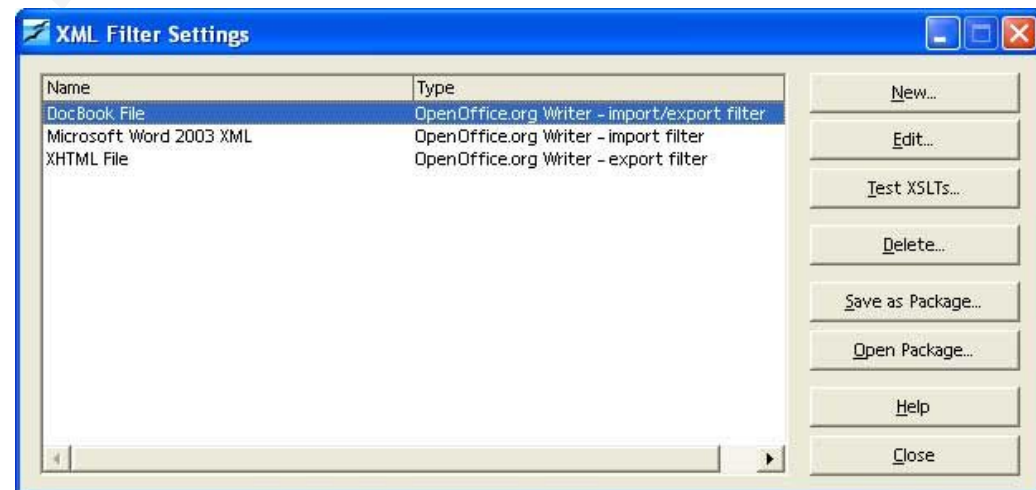 XML Filter Settings
Name Type
DocBook File OpenOffice.org Writer - import/export filter
Microsoft Word 2003 XML OpenOffice.org Writer - import filter
XHTML File OpenOffice.org Writer - export filter
New...
Edit...
Test XSLTs...
Delete...
Save as Package...
Open Package...
Help
Close